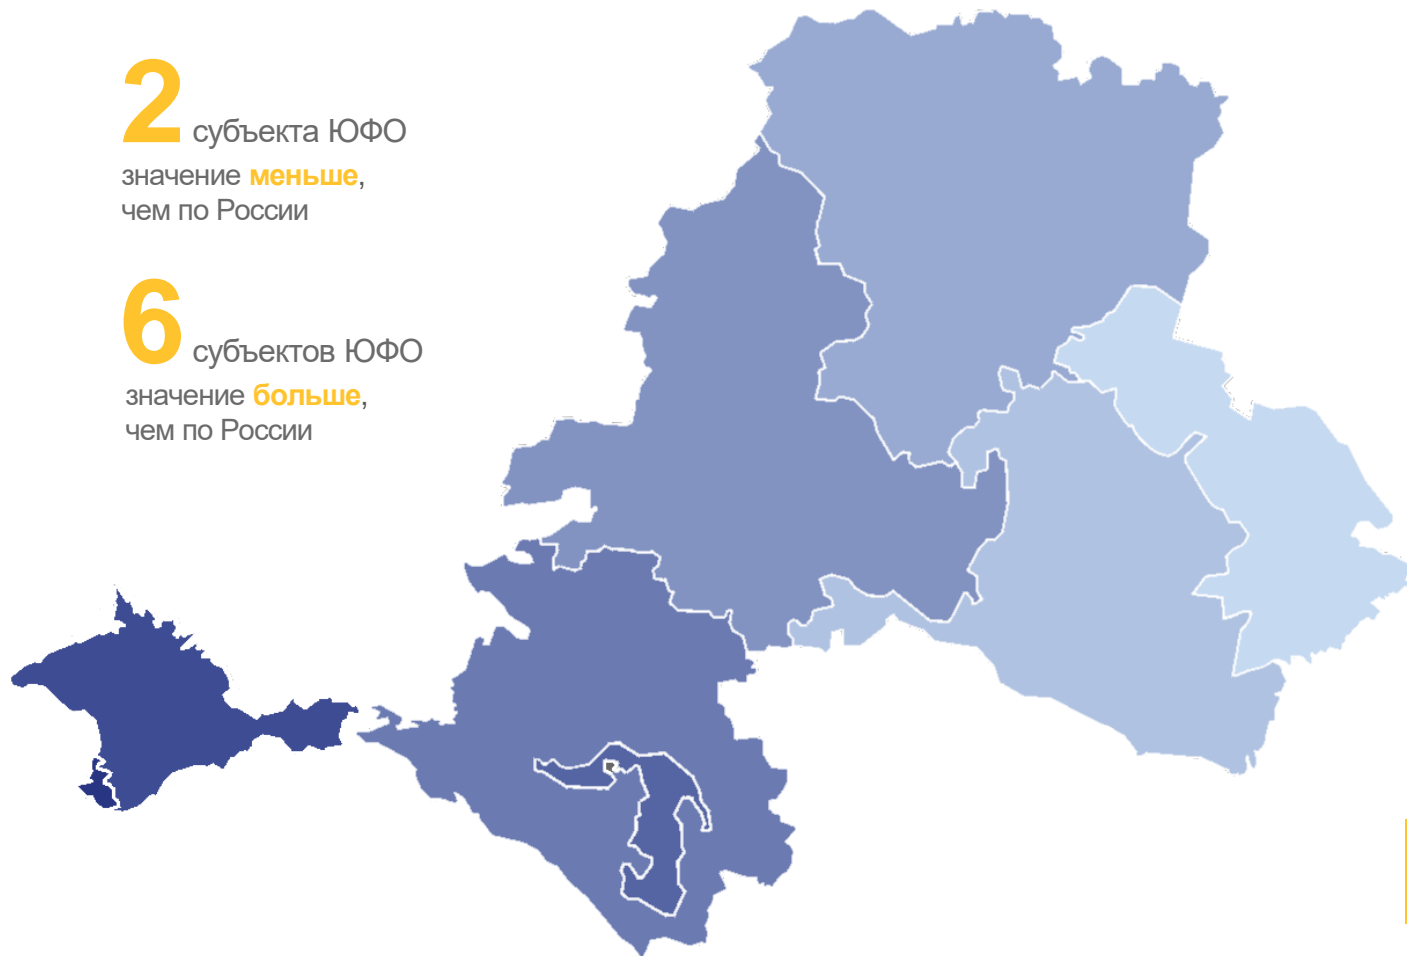 2 субъекта ЮФО
значение меньше,
чем по России
6 субъектов ЮФО
значение больше,
чем по России